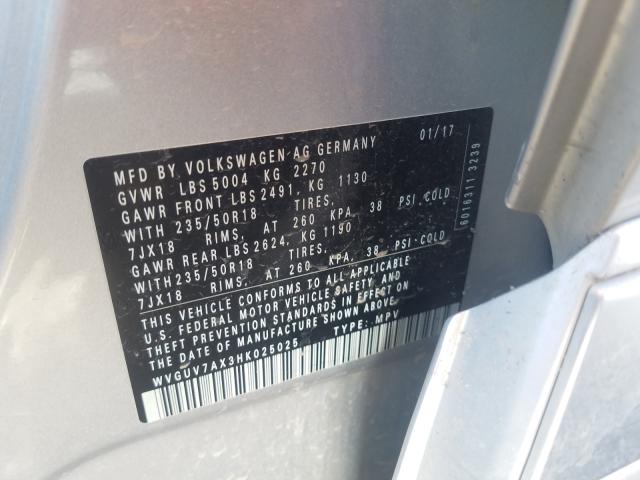 MFD BY VOLKSWAGEN AG GERMANY 01/17
GVWR LBS 5004 KG 2270
GAWR FRONT LBS 2491, KG 1130
WITH 235/50R18 TIRES,
7JX18 RIMS, AT 260 KPA, 38 PSI COLD
GAWR REAR LBS 2624, KG 1190
WITH 235/50R18 TIRES,
7JX18 RIMS, AT 260 KPA, 38 PSI-COLD
THIS VEHICLE CONFORMS TO ALL APPLICABLE
U.S. FEDERAL MOTOR VEHICLE SAFETY AND
THEFT PREVENTION STANDARDS IN EFFECT ON
THE DATE OF MANUFACTURE SHOWN ABOVE.
WVGUV7AX3HK025025 TYPE: MPV
6016311 3239